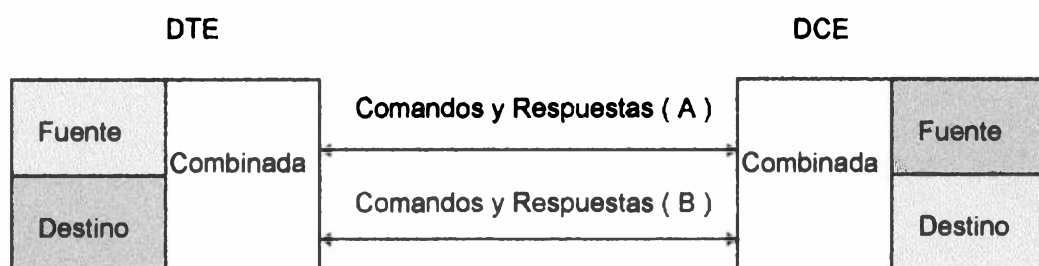 DTE
DCE
Fuente
Combinada
Destino
Comandos y Respuestas ( A )
Comandos y Respuestas ( B )
Combinada
Fuente
Destino